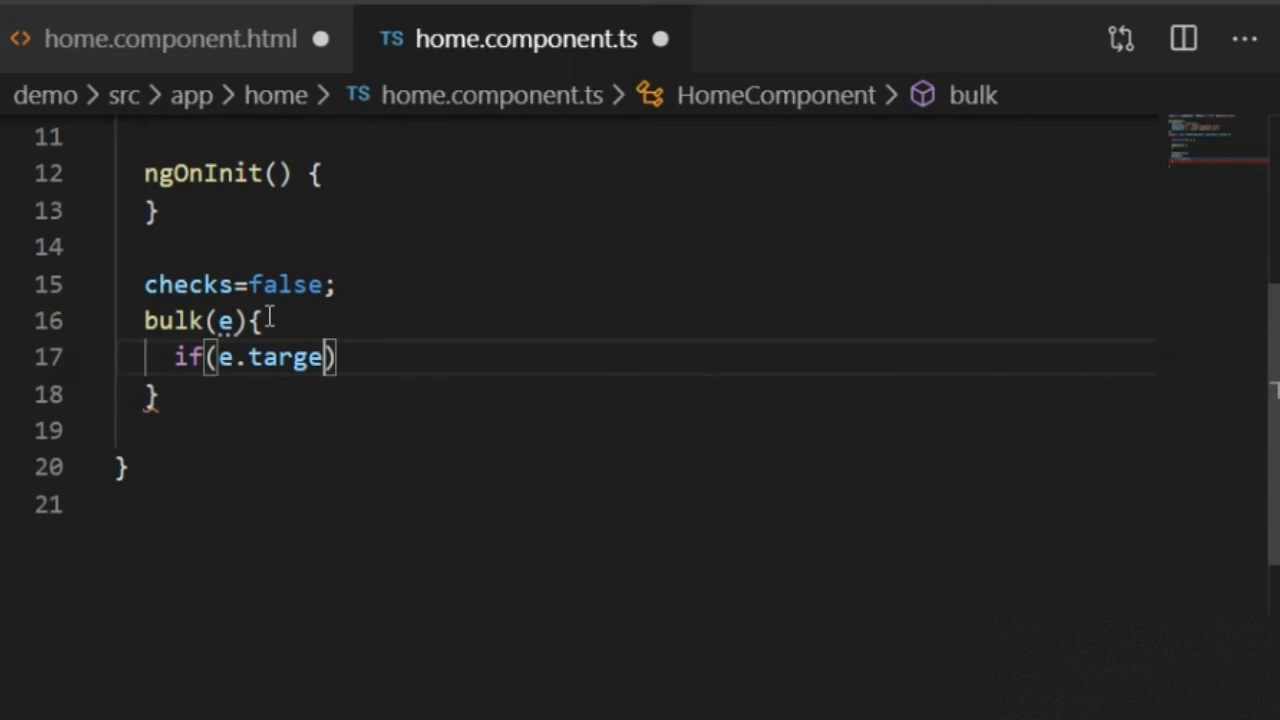 home.component.html
TS home.component.ts
demo > src > app > home > TS home.component.ts > HomeComponent > bulk
11
12 ngOnInit() {
13 }
14
15 checks=false;
16 bulk(e){
17 if(e.targe)
18 }
19
20 }
21